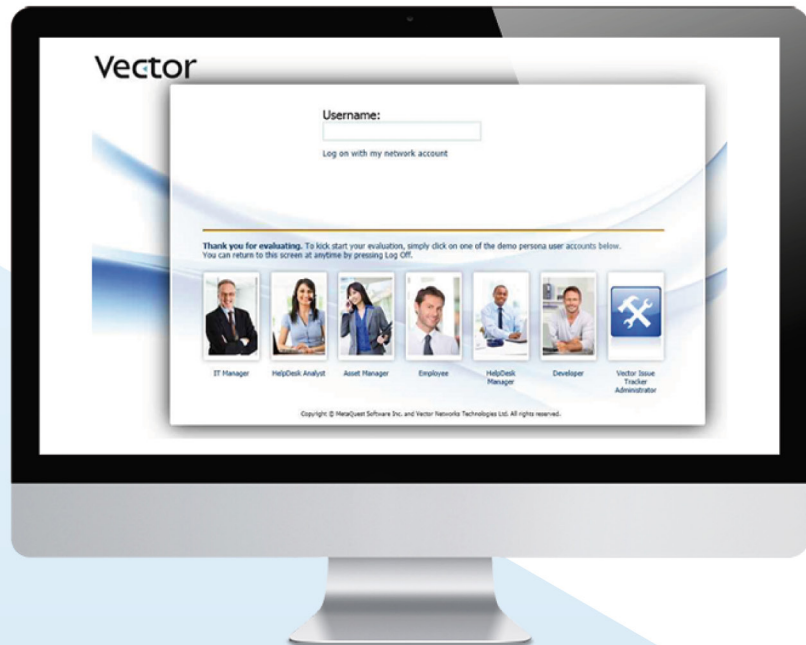 Vector
Username:
Log on with my network account
Thank you for evaluating. To kick start your evaluation, simply click on one of the demo persona user accounts below.
You can return to this screen at anytime by pressing Log Off.
IT Manager
HelpDesk Analyst
Asset Manager
Employee
HelpDesk
Manager
Developer
Vector Issue
Tracker
Administrator
Copyright © MetaQuest Software Inc. and Vector Networks Technologies Ltd. All rights reserved.